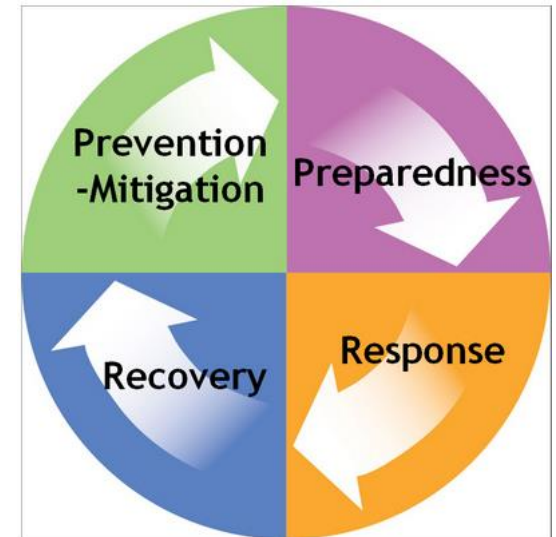 Prevention
-Mitigation
Preparedness
Response
Recovery